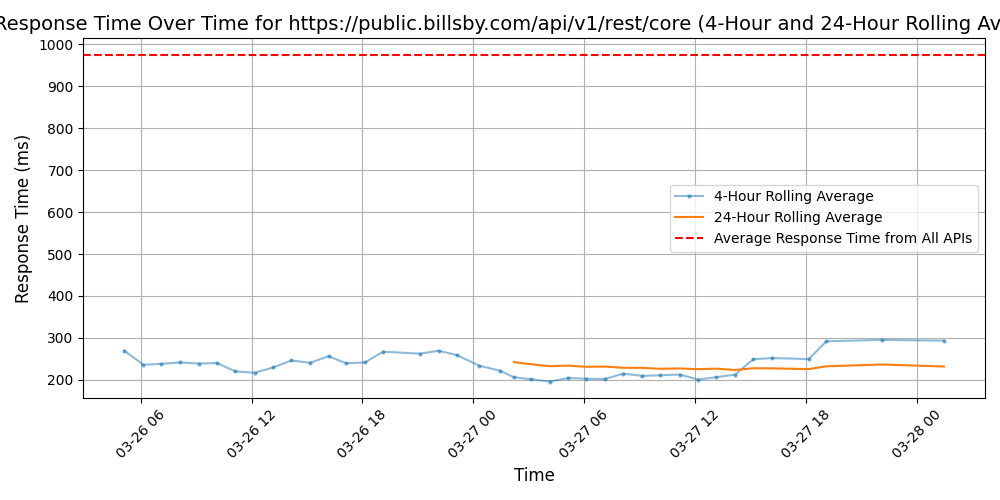 Response Time Over Time for https://public.billsby.com/api/v1/rest/core (4-Hour and 24-Hour Rolling Av
1000
900
800
700
600
500
400
300
200
Response Time (ms)
4-Hour Rolling Average
24-Hour Rolling Average
Average Response Time from All APIs
03-26 06
03-26 12
03-26 18
03-27 00
03-27 06
03-27 12
03-27 18
03-28 00
Time